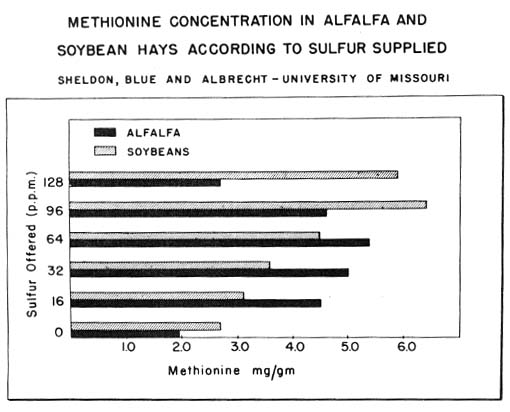 METHIONINE CONCENTRATION IN ALFALFA AND
SOYBEAN HAYS ACCORDING TO SULFUR SUPPLIED
SHELDON, BLUE AND ALBRECHT - UNIVERSITY OF MISSOURI
ALFALFA
SOYBEANS
Sulfur Offered (p.p.m.)
128
96
64
32
16
0
1.0 2.0 3.0 4.0 5.0 6.0
Methionine mg/gm